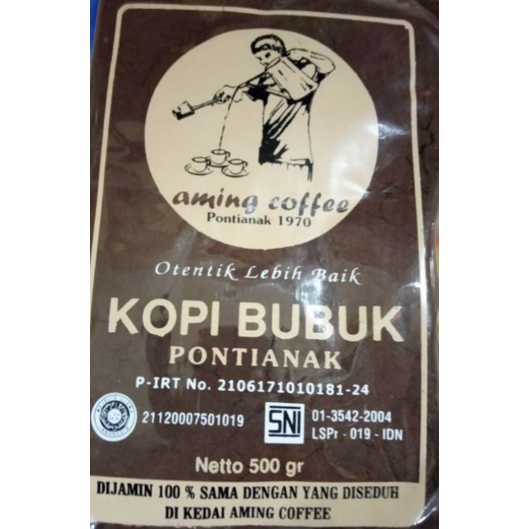 aming coffee
Pontianak 1970
Otentik Lebih Baik
KOPI BUBUK
PONTIANAK
P-IRT No. 2106171010181-24
21120007501019
SNI
01-3542-2004
LSPr - 019 - IDN
Netto 500 gr
DIJAMIN 100 % SAMA DENGAN YANG DISEDUH
DI KEDAI AMING COFFEE